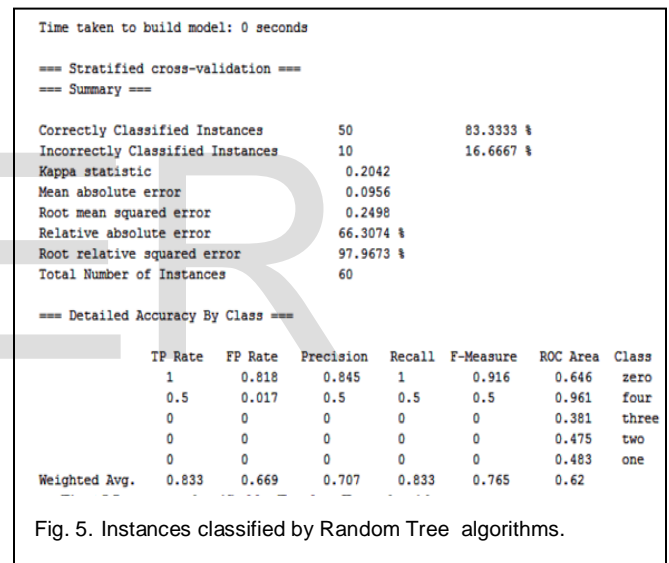 Time taken to build model: 0 seconds
=== Stratified cross-validation ===
=== Summary ===
Correctly Classified Instances 50 83.3333 %
Incorrectly Classified Instances 10 16.6667 %
Kappa statistic 0.2042
Mean absolute error 0.0956
Root mean squared error 0.2498
Relative absolute error 66.3074 %
Root relative squared error 97.9673 %
Total Number of Instances 60
=== Detailed Accuracy By Class ===
TP Rate FP Rate Precision Recall F-Measure ROC Area Class
1 0.818 0.845 1 0.916 0.646 zero
0.5 0.017 0.5 0.5 0.5 0.961 four
0 0 0 0 0 0.381 three
0 0 0 0 0 0.475 two
0 0 0 0 0 0.483 one
Weighted Avg. 0.833 0.669 0.707 0.833 0.765 0.62
Fig. 5. Instances classified by Random Tree algorithms.